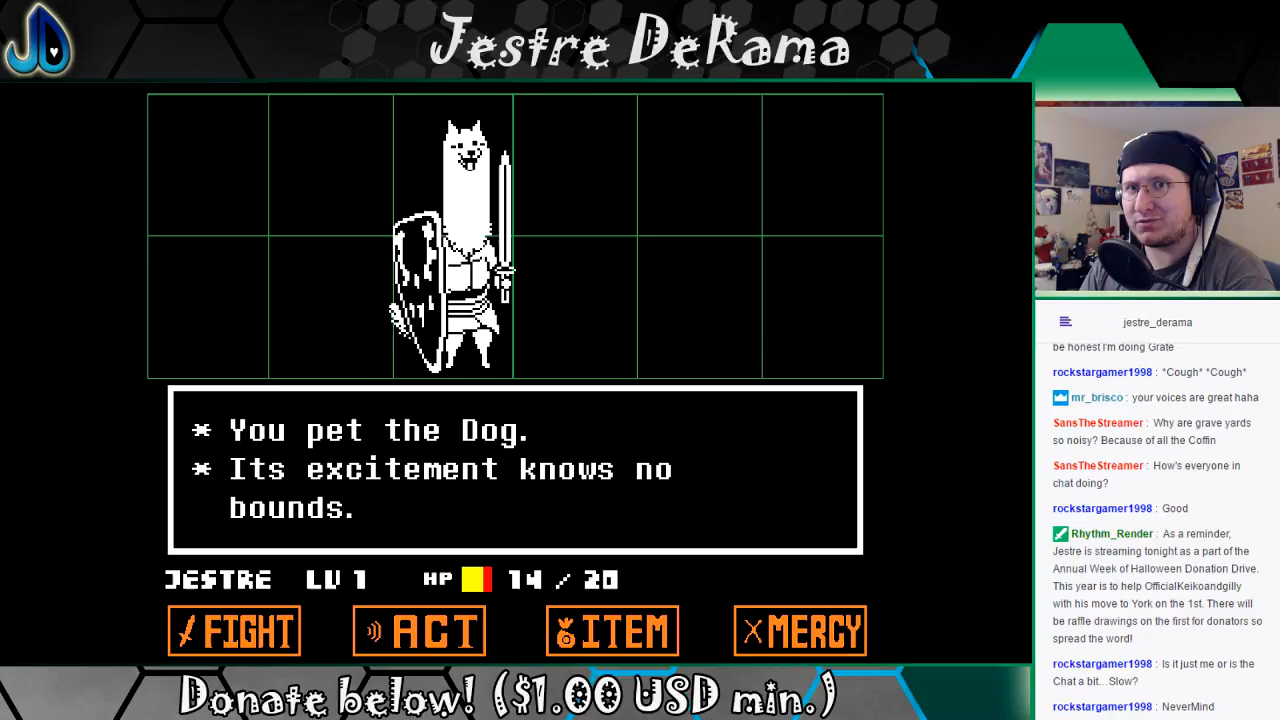 JD
Jestre DeRama
* You pet the Dog.
* Its excitement knows no
bounds.
JESTRE LV 1 HP 14 / 20
FIGHT ACT ITEM MERCY
Donate below! ($1.00 USD min.)
jestre_derama
be honest I'm doing Grate
rockstargamer1998 : *Cough* *Cough*
mr_brisco : your voices are great haha
SansTheStreamer : Why are grave yards
so noisy? Because of all the Coffin
SansTheStreamer : How's everyone in
chat doing?
rockstargamer1998 : Good
Rhythm_Render : As a reminder,
Jestre is streaming tonight as a part of the
Annual Week of Halloween Donation Drive.
This year is to help OfficialKeikoandgilly
with his move to York on the 1st. There will
be raffle drawings on the first for donators so
spread the word!
rockstargamer1998 : Is it just me or is the
Chat a bit...Slow?
rockstargamer1998 : NeverMind